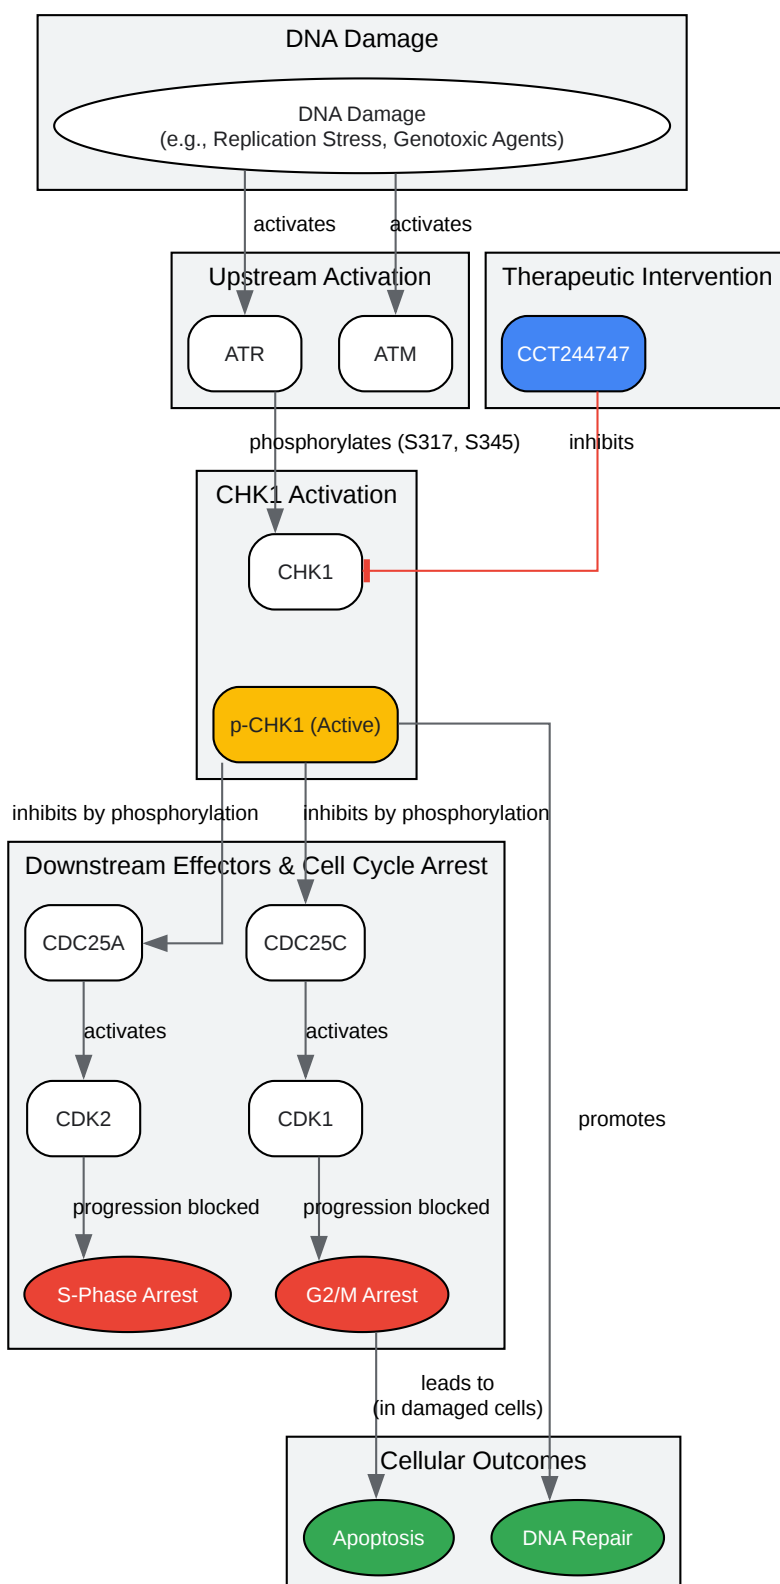 DNA Damage
DNA Damage
(e.g., Replication Stress, Genotoxic Agents)
activates
activates
Upstream Activation
Therapeutic Intervention
ATR
ATM
CCT244747
phosphorylates (S317, S345)
inhibits
CHK1 Activation
CHK1
p-CHK1 (Active)
inhibits by phosphorylation
inhibits by phosphorylation
Downstream Effectors & Cell Cycle Arrest
CDC25A
CDC25C
activates
activates
CDK2
CDK1
promotes
progression blocked
progression blocked
S-Phase Arrest
G2/M Arrest
leads to
(in damaged cells)
Cellular Outcomes
Apoptosis
DNA Repair